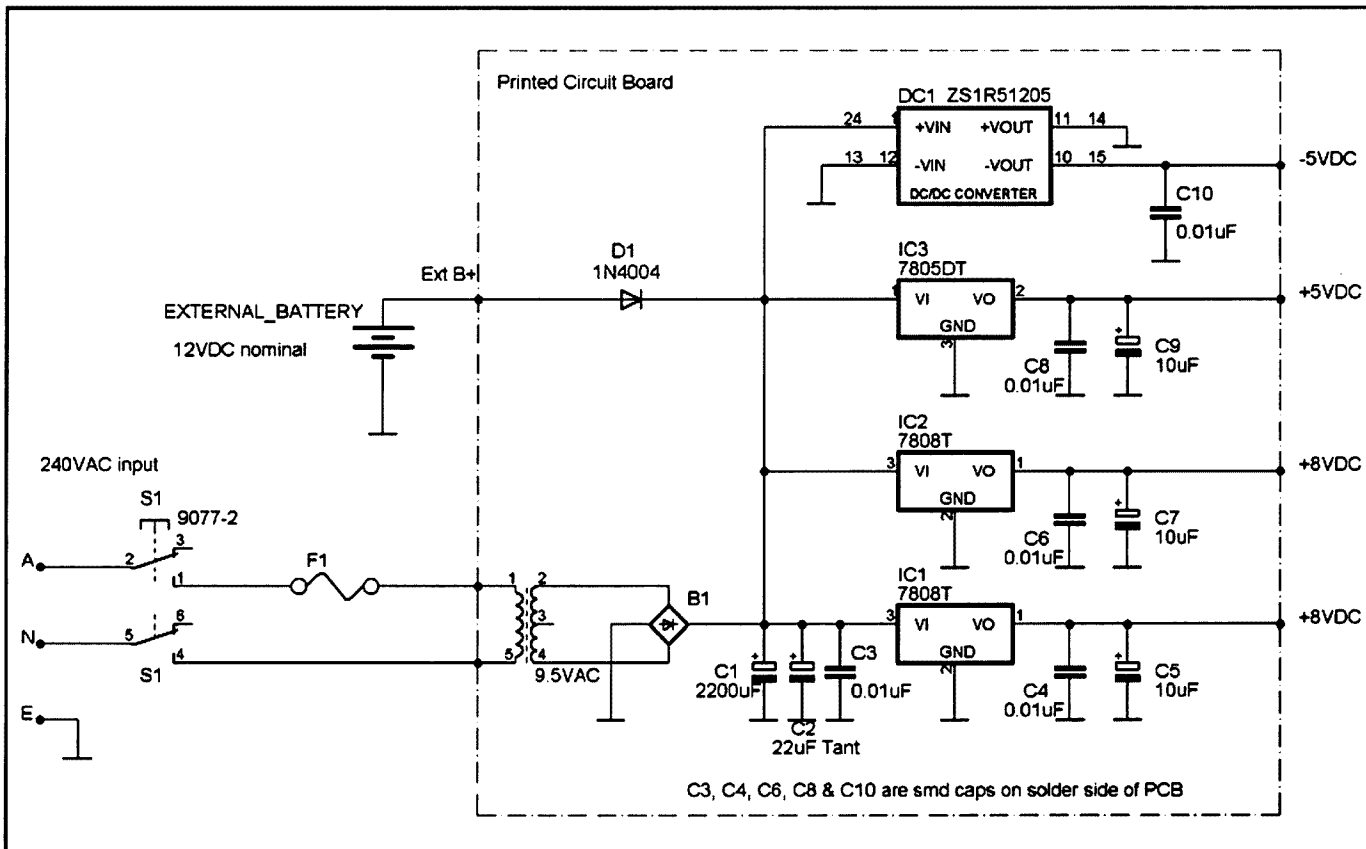 Printed Circuit Board
DC1 ZS1R51205
24 1 +VIN +VOUT 11 14
13 12 -VIN -VOUT 10 15
DC/DC CONVERTER
-5VDC
C10
0.01uF
Ext B+
D1
1N4004
IC3
7805DT
1 VI VO 2
GND
3
+5VDC
C8
0.01uF
C9
10uF
EXTERNAL_BATTERY
12VDC nominal
IC2
7808T
3 VI VO 1
GND
2
+8VDC
C6
0.01uF
C7
10uF
240VAC input
S1
9077-2
A 2 3
1
F1
N 5 6
4
S1
E
1 2
3
5 4
9.5VAC
B1
IC1
7808T
3 VI VO 1
GND
2
+8VDC
C1
2200uF
C2
22uF Tant
C3
0.01uF
C4
0.01uF
C5
10uF
C3, C4, C6, C8 & C10 are smd caps on solder side of PCB